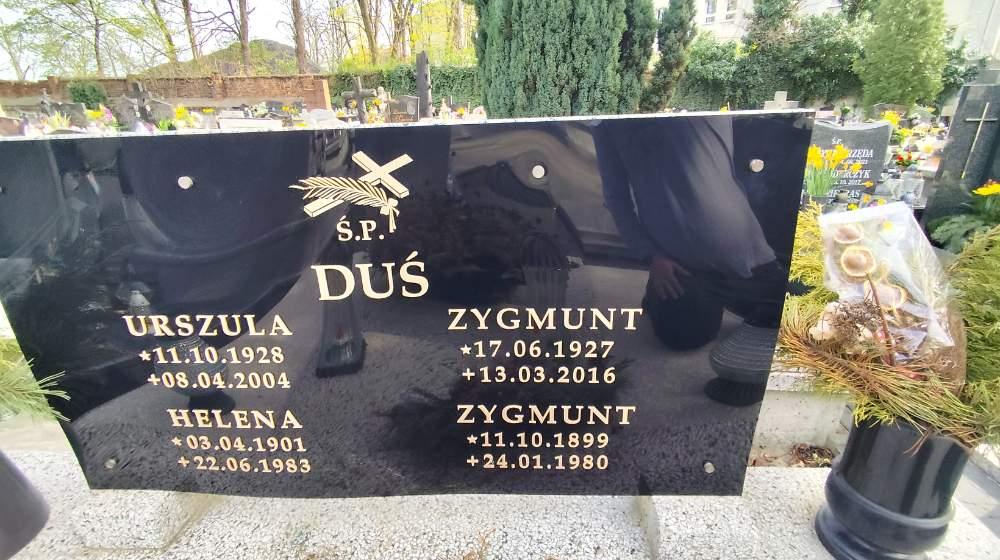 Ś.P.
DUŚ
URSZULA
*11.10.1928
+08.04.2004
ZYGMUNT
*17.06.1927
+13.03.2016
HELENA
*03.04.1901
+22.06.1983
ZYGMUNT
*11.10.1899
+24.01.1980
Ś.P.